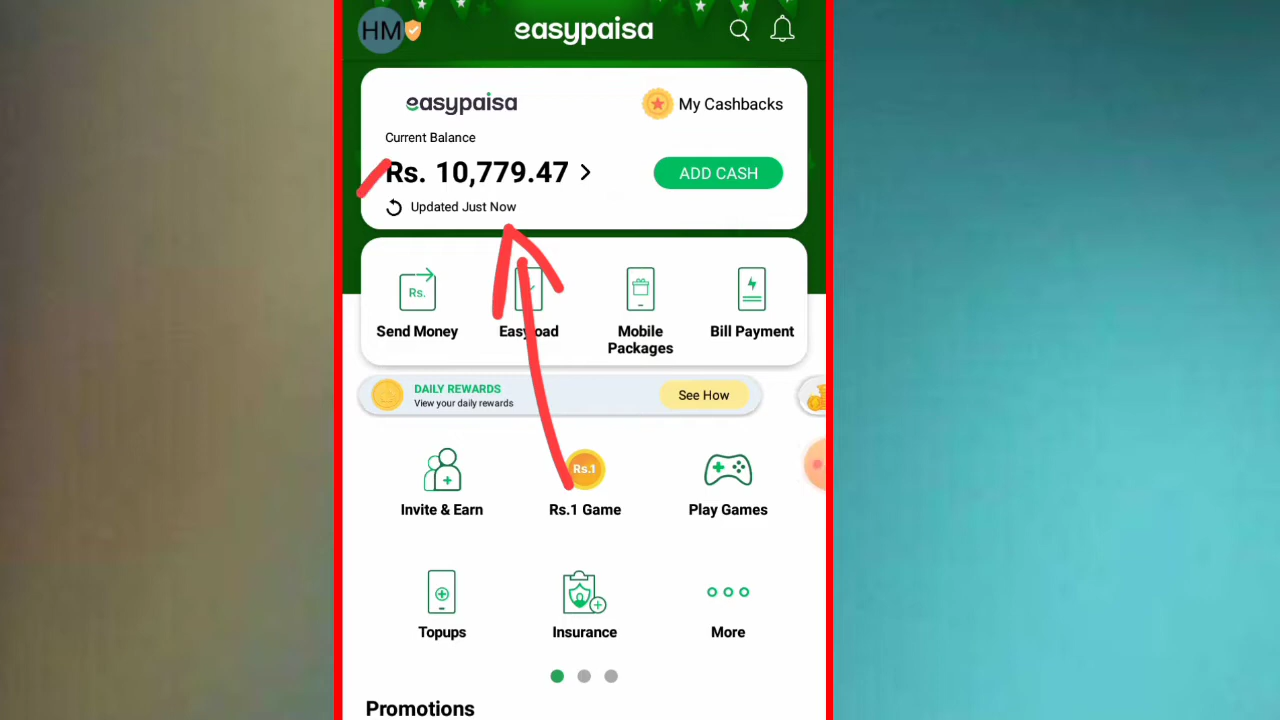 HM
easypaisa
easypaisa
My Cashbacks
Current Balance
Rs. 10,779.47
ADD CASH
Updated Just Now
Rs.
Send Money
Easyload
Mobile
Packages
Bill Payment
DAILY REWARDS
View your daily rewards
See How
Invite & Earn
Rs.1
Rs.1 Game
Play Games
Topups
Insurance
More
Promotions